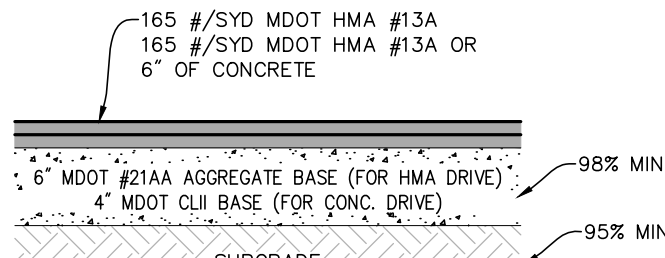 165 #/SYD MDOT HMA #13A
165 #/SYD MDOT HMA #13A OR
6" OF CONCRETE
6" MDOT #21AA AGGREGATE BASE (FOR HMA DRIVE)
98% MIN
4" MDOT CLII BASE (FOR CONC. DRIVE)
95% MIN
SUBGRADE